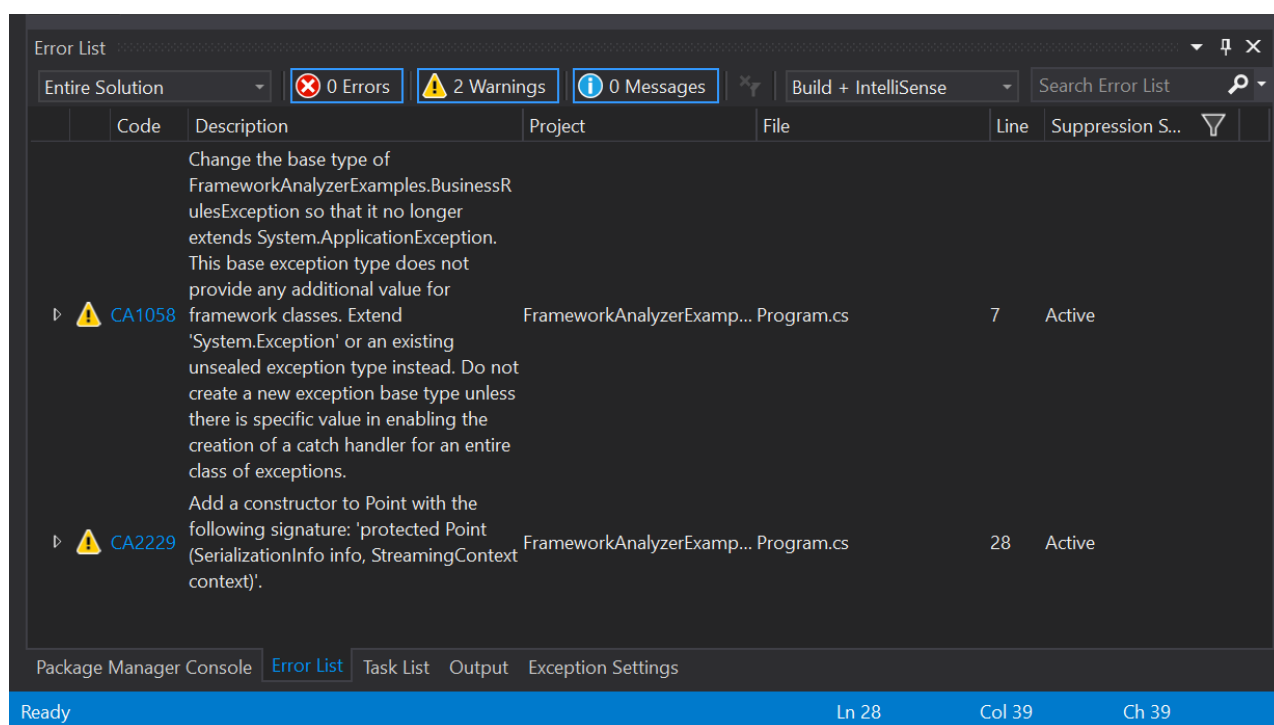 Error List
Entire Solution
0 Errors
2 Warnings
0 Messages
Build + IntelliSense
Search Error List
Code Description Project File Line Suppression S...
Change the base type of
FrameworkAnalyzerExamples.BusinessR
ulesException so that it no longer
extends System.ApplicationException.
This base exception type does not
provide any additional value for
CA1058 framework classes. Extend FrameworkAnalyzerExamp... Program.cs 7 Active
'System.Exception' or an existing
unsealed exception type instead. Do not
create a new exception base type unless
there is specific value in enabling the
creation of a catch handler for an entire
class of exceptions.
Add a constructor to Point with the
following signature: 'protected Point
CA2229 (SerializationInfo info, StreamingContext FrameworkAnalyzerExamp... Program.cs 28 Active
context)'.
Package Manager Console Error List Task List Output Exception Settings
Ready Ln 28 Col 39 Ch 39